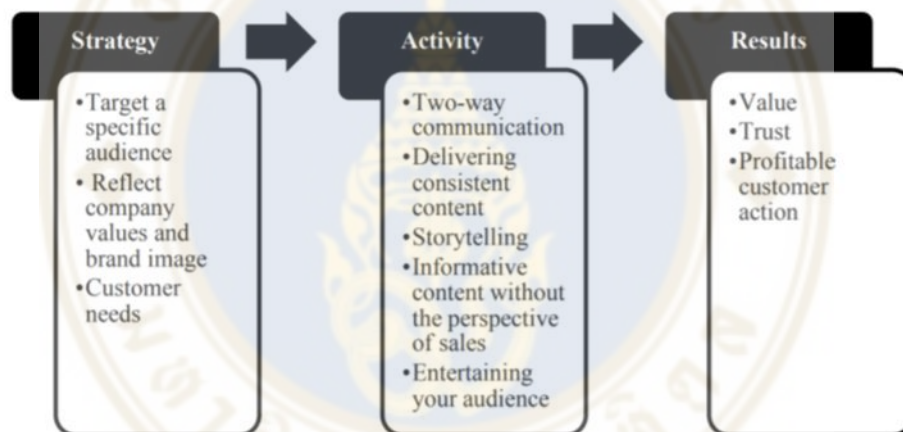 Strategy
•Target a
specific
audience
• Reflect
company
values and
brand image
•Customer
needs
Activity
•Two-way
communication
•Delivering
consistent
content
•Storytelling
•Informative
content without
the perspective
of sales
•Entertaining
your audience
Results
•Value
•Trust
•Profitable
customer
action